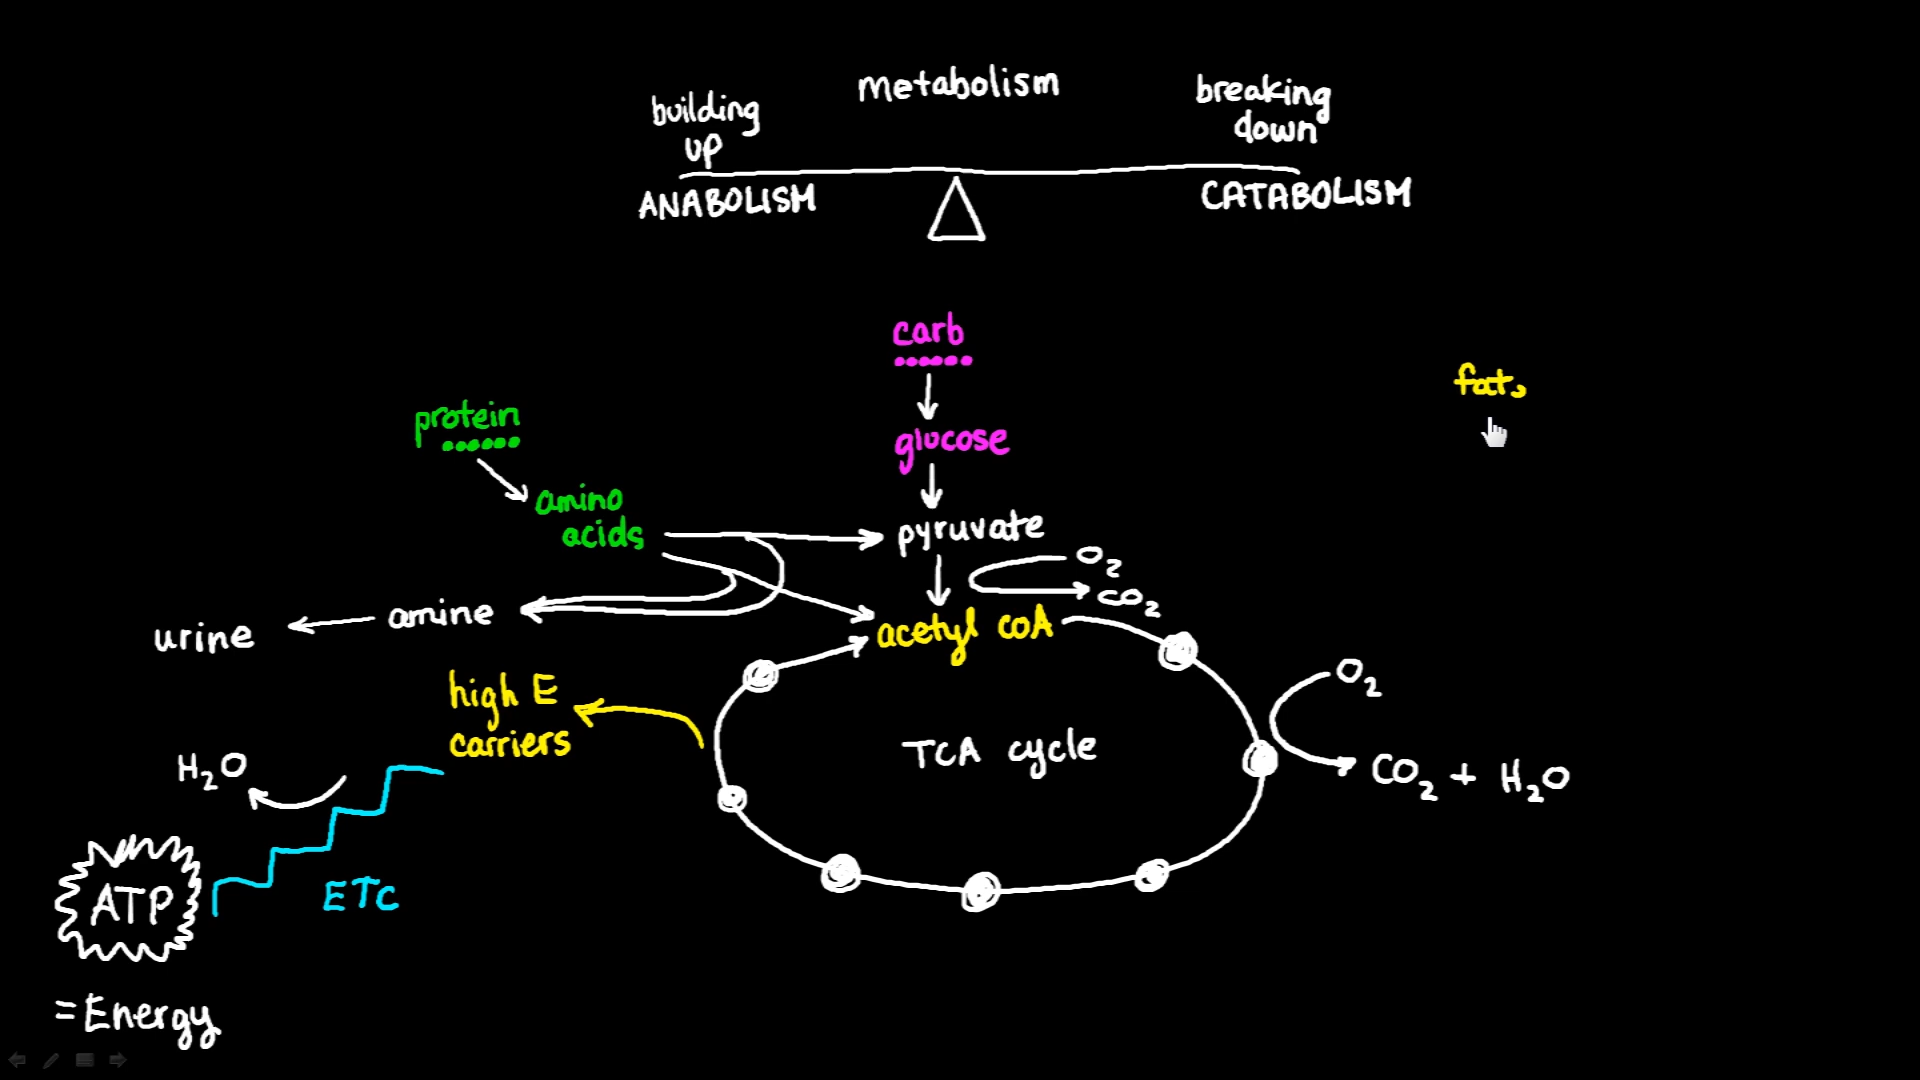 metabolism
building
up
breaking
down
ANABOLISM
CATABOLISM
carb
fats
protein
glucose
amino
acids
pyruvate
O2
CO2
amine
urine
acetyl coA
high E
carriers
O2
TCA cycle
H2O
CO2 + H2O
ATP
ETC
=Energy